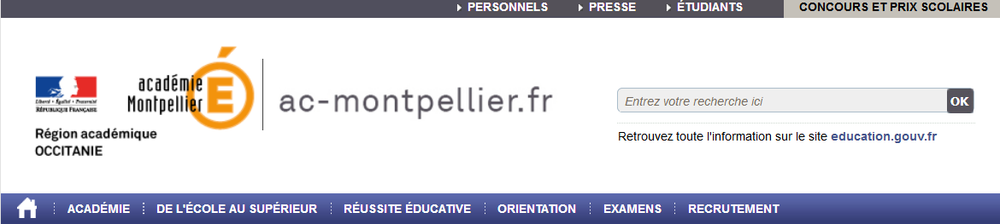 PERSONNELS PRESSE ÉTUDIANTS CONCOURS ET PRIX SCOLAIRES
Liberté • Égalité • Fraternité
RÉPUBLIQUE FRANÇAISE
Région académique
OCCITANIE
académie
Montpellier
É
ac-montpellier.fr
Entrez votre recherche ici OK
Retrouvez toute l'information sur le site education.gouv.fr
ACADÉMIE DE L'ÉCOLE AU SUPÉRIEUR RÉUSSITE ÉDUCATIVE ORIENTATION EXAMENS RECRUTEMENT